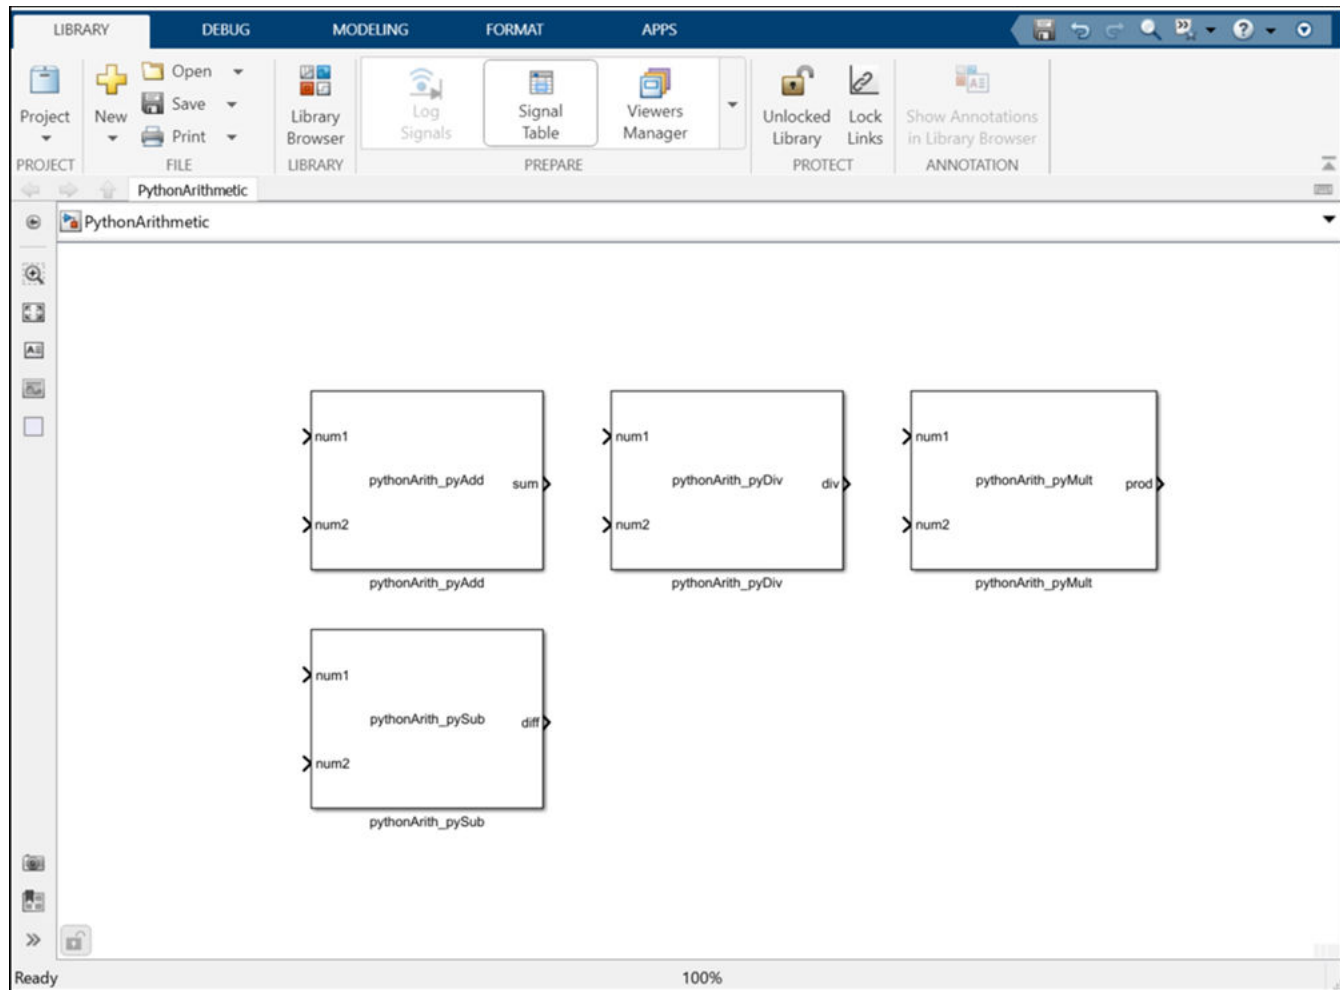 LIBRARY DEBUG MODELING FORMAT APPS
Project
New
Open
Save
Print
Library
Browser
Log
Signals
Signal
Table
Viewers
Manager
Unlocked
Library
Lock
Links
Show Annotations
in Library Browser
PROJECT FILE LIBRARY PREPARE PROTECT ANNOTATION
PythonArithmetic
PythonArithmetic
num1
pythonArith_pyAdd sum
num2
pythonArith_pyAdd
num1
pythonArith_pyDiv div
num2
pythonArith_pyDiv
num1
pythonArith_pyMult prod
num2
pythonArith_pyMult
num1
pythonArith_pySub diff
num2
pythonArith_pySub
Ready 100%